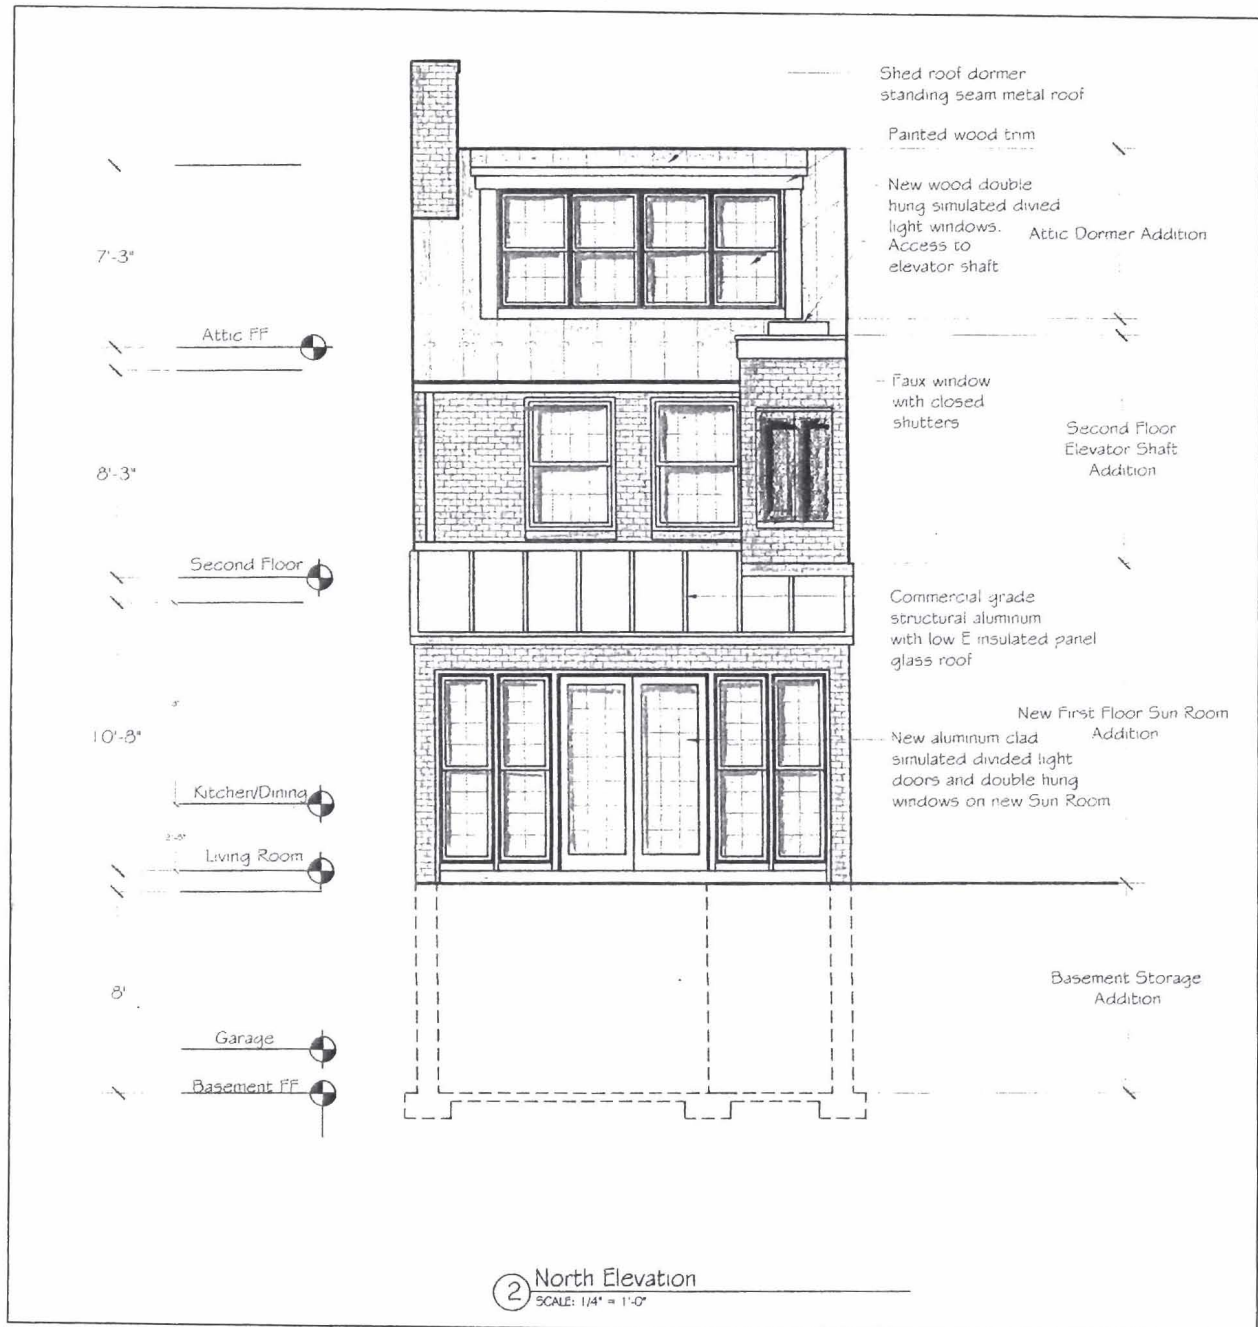 Shed roof dormer
standing seam metal roof
Painted wood trim
New wood double
hung simulated divied
light windows.
Access to
elevator shaft
Attic Dormer Addition
7'-3"
Attic FF
Faux window
with closed
shutters
Second Floor
Elevator Shaft
Addition
8'-3"
Second Floor
Commercial grade
structural aluminum
with low E insulated panel
glass roof
New First Floor Sun Room
Addition
10'-8"
New aluminum clad
simulated divided light
doors and double hung
windows on new Sun Room
Kitchen/Dining
Living Room
Basement Storage
Addition
8'
Garage
Basement FF
2
North Elevation
SCALE: 1/4" = 1'-0"